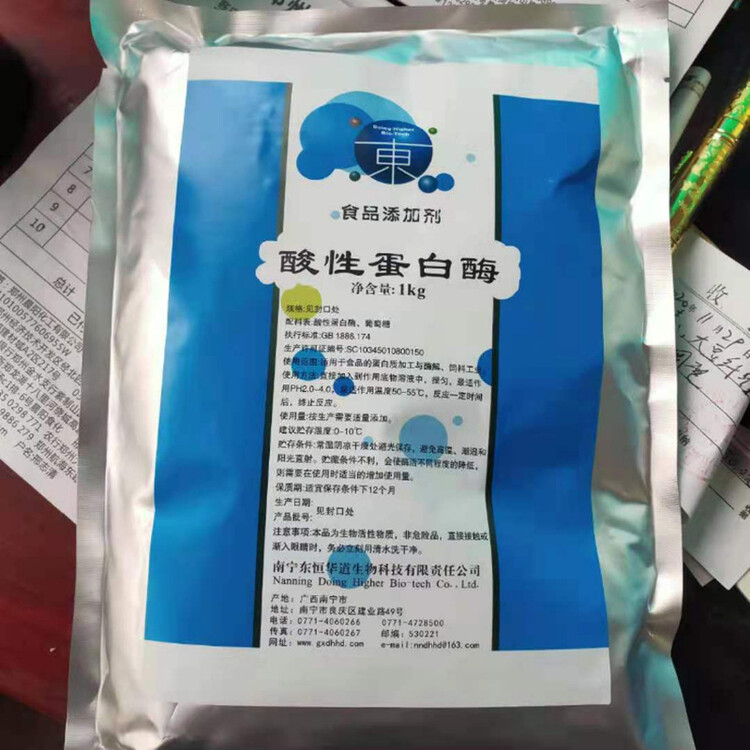 Doing Higher
Bio-Tech
東
食品添加剂
酸性蛋白酶
净含量:1kg
规格:见封口处
配料表:酸性蛋白酶、葡萄糖
执行标准:GB 1886.174
生产许可证编号:SC10345010800150
使用范围:适用于食品的蛋白质加工与酶解、饲料工业。
使用方法:直接加入到作用底物溶液中，搅匀，最适作
用PH2.0-4.0，最适作用温度50-55℃，反应一定时间
后，终止反应。
使用量:按生产需要适量添加。
建议贮存温度:0-10℃
贮存条件:常温阴凉干燥处避光保存，避免高温、潮湿和
阳光直射。贮藏条件不利，会使酶活不同程度的降低，
则需要在使用时适当的增加使用量。
保质期:适宜保存条件下12个月
生产日期:
见封口处
产品批号:
注意事项:本品为生物活性物质，非危险品，直接接触或
溅入眼睛时，务必立刻用清水洗干净。
南宁东恒华道生物科技有限责任公司
Nanning Doing Higher Bio-tech Co., Ltd.
产地：广西南宁市
地址：南宁市良庆区建业路49号
电话：0771-4060266 0771-4728500
传真：0771-4060267 邮编：530221
网址：www.gxdhhd.com e-mail:nndhhd@163.com
7
8
9
10
总计
收